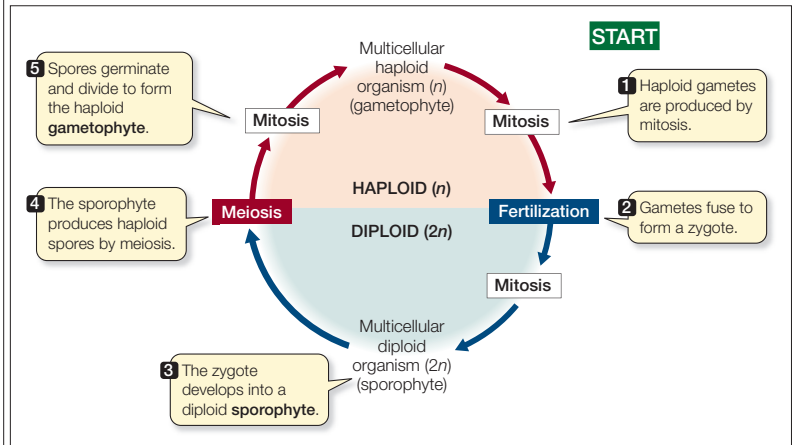 START
Multicellular
haploid
organism (n)
(gametophyte)
5 Spores germinate
and divide to form
the haploid
gametophyte.
Mitosis
Mitosis
1 Haploid gametes
are produced by
mitosis.
HAPLOID (n)
4 The sporophyte
produces haploid
spores by meiosis.
Meiosis
Fertilization
2 Gametes fuse to
form a zygote.
DIPLOID (2n)
Mitosis
Multicellular
diploid
organism (2n)
(sporophyte)
3 The zygote
develops into a
diploid sporophyte.